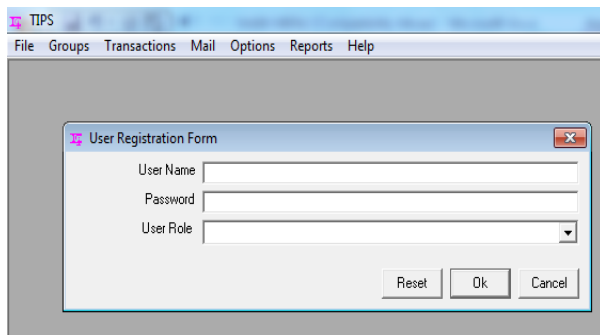 TIPS
File Groups Transactions Mail Options Reports Help
User Registration Form
User Name
Password
User Role
Reset Ok Cancel